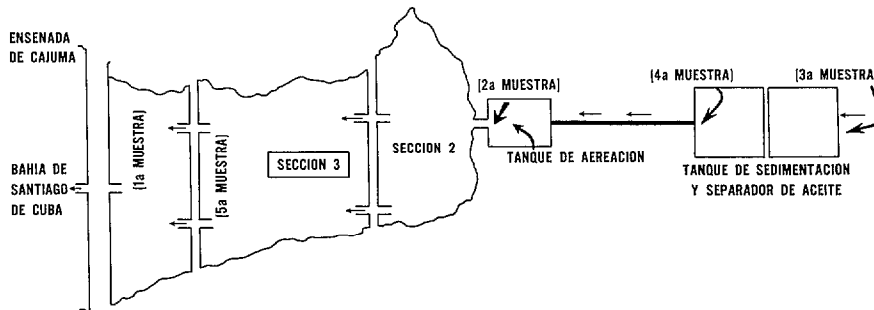 ENSENADA
DE CAJUMA
BAHIA DE
SANTIAGO
DE CUBA
[1a MUESTRA]
[5a MUESTRA]
SECCION 3
SECCION 2
[2a MUESTRA]
TANQUE DE AEREACION
[4a MUESTRA]
[3a MUESTRA
TANQUE DE SEDIMENTACION
Y SEPARADOR DE ACEITE